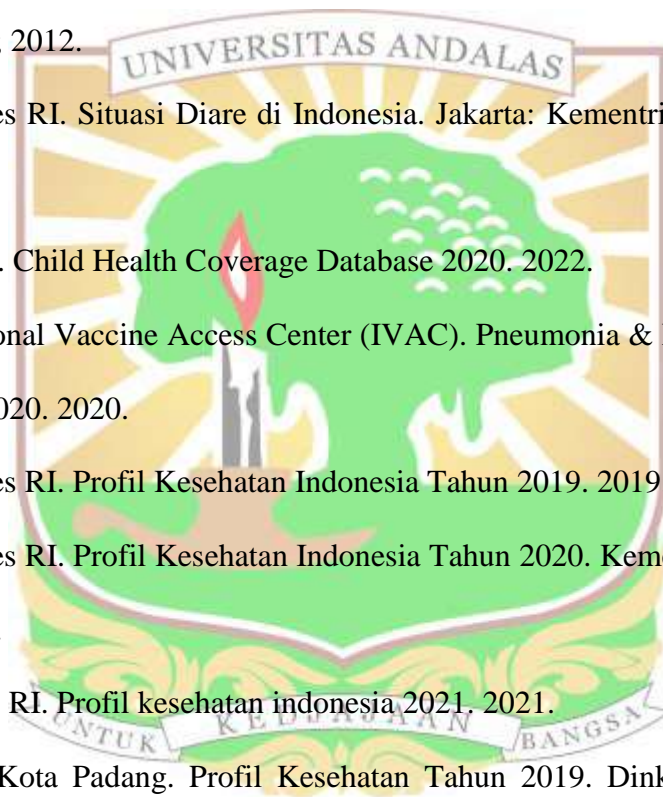 , 2012.
UNIVERSITAS ANDALAS
es RI. Situasi Diare di Indonesia. Jakarta: Kementri
. Child Health Coverage Database 2020. 2022.
onal Vaccine Access Center (IVAC). Pneumonia &
020. 2020.
es RI. Profil Kesehatan Indonesia Tahun 2019. 2019
es RI. Profil Kesehatan Indonesia Tahun 2020. Keme
RI. Profil kesehatan indonesia 2021. 2021.
UNTUK KEDJAJAAN BANGSA
Kota Padang. Profil Kesehatan Tahun 2019. Dink